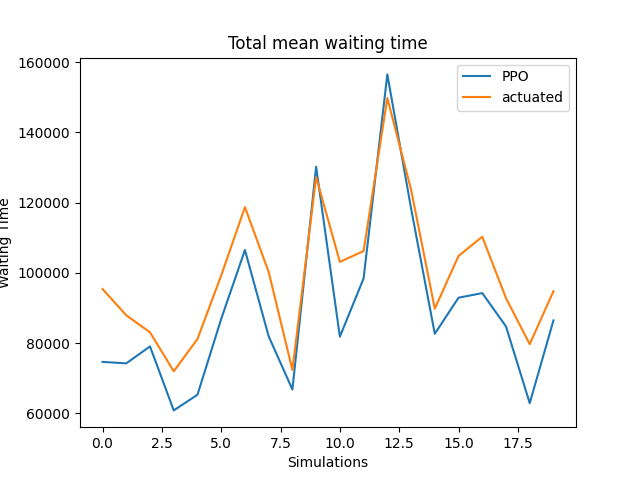 Total mean waiting time
160000
140000
120000
100000
80000
60000
Waiting Time
PPO
actuated
0.0 2.5 5.0 7.5 10.0 12.5 15.0 17.5
Simulations